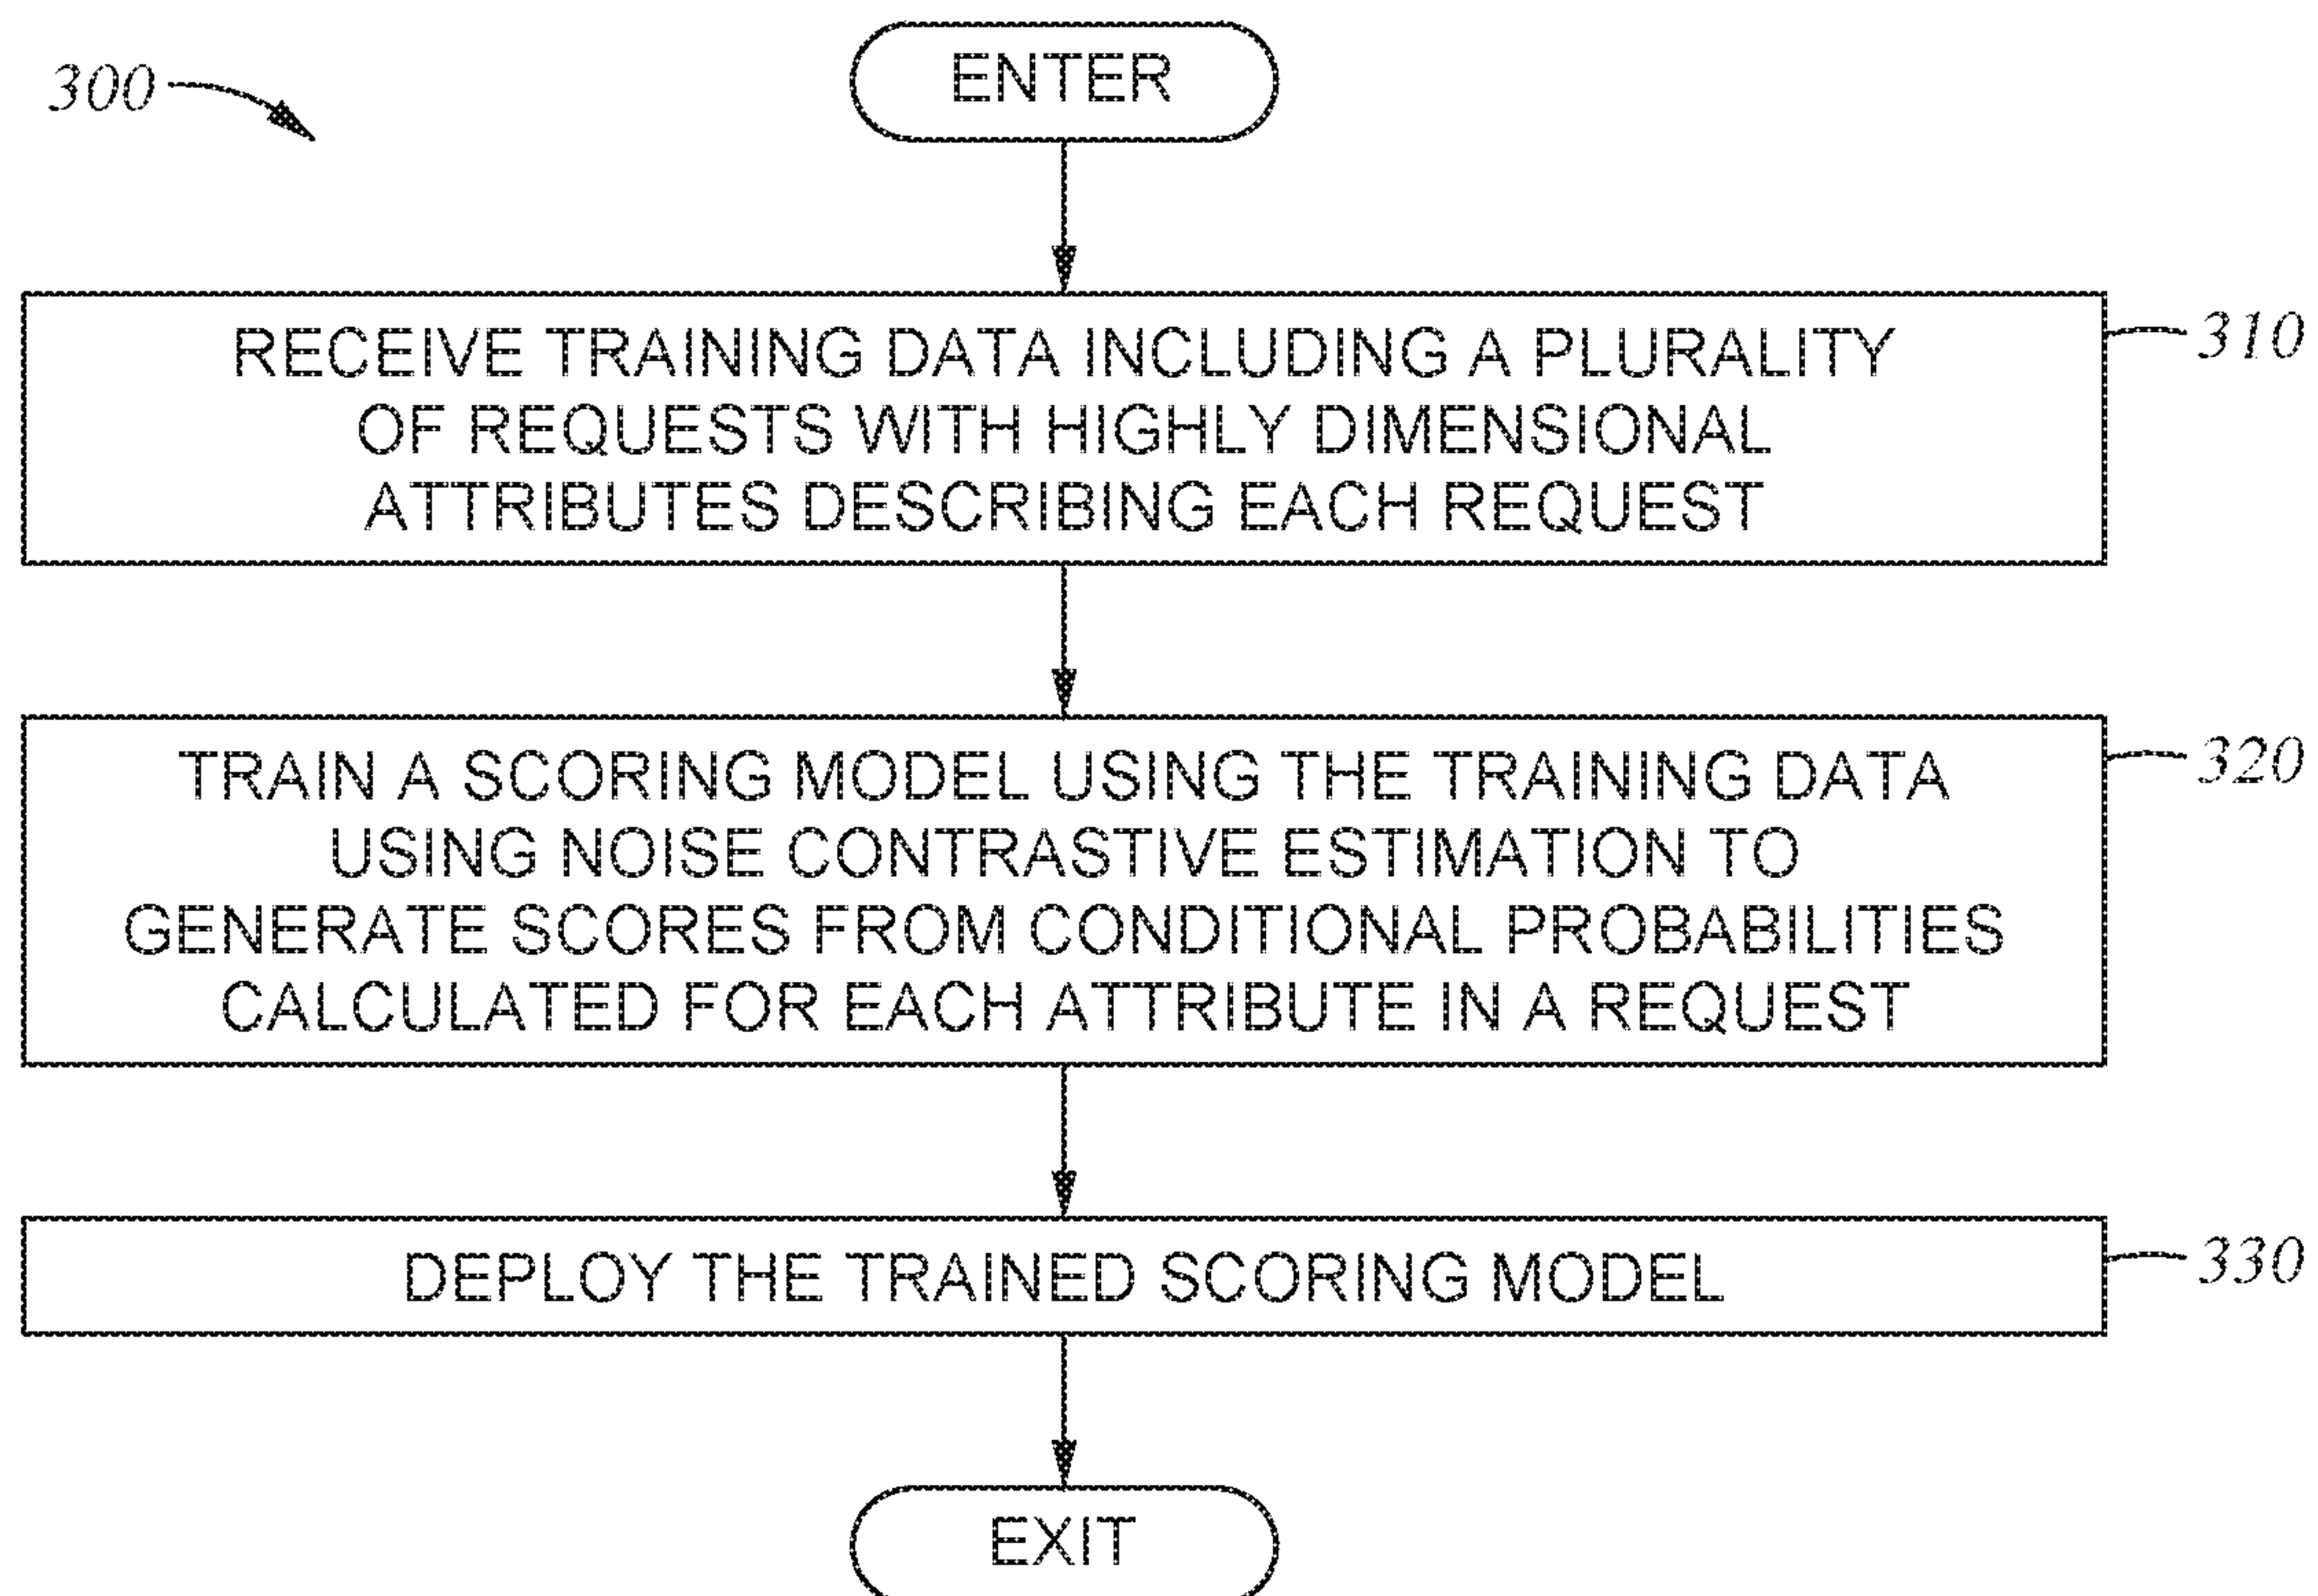 300
ENTER
RECEIVE TRAINING DATA INCLUDING A PLURALITY
OF REQUESTS WITH HIGHLY DIMENSIONAL
ATTRIBUTES DESCRIBING EACH REQUEST
310
TRAIN A SCORING MODEL USING THE TRAINING DATA
USING NOISE CONTRASTIVE ESTIMATION TO
GENERATE SCORES FROM CONDITIONAL PROBABILITIES
CALCULATED FOR EACH ATTRIBUTE IN A REQUEST
320
DEPLOY THE TRAINED SCORING MODEL
330
EXIT